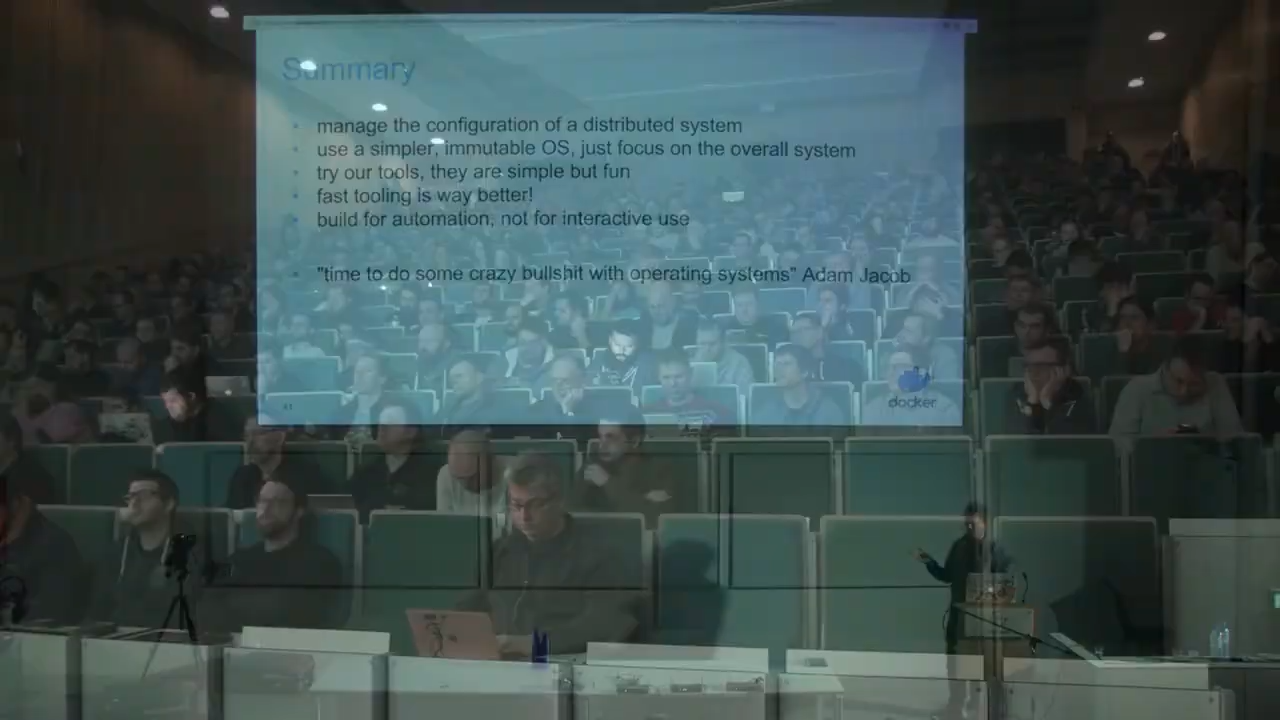 Summary
manage the configuration of a distributed system
use a simpler, immutable OS, just focus on the overall system
try our tools, they are simple but fun
fast tooling is way better!
build for automation, not for interactive use
"time to do some crazy bullshit with operating systems" Adam Jacob
docker